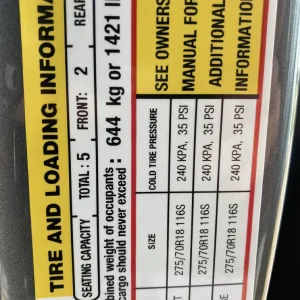 TIRE AND LOADING INFORMA
SEATING CAPACITY TOTAL : 5 FRONT: 2 REAR
bined weight of occupants
cargo should never exceed : 644 kg or 1421
SIZE COLD TIRE PRESSURE
275/70R18 116S 240 KPA, 35 PSI
275/70R18 116S 240 KPA, 35 PSI
275/70R18 116S 240 KPA, 35 PSI
SEE OWNERS
MANUAL FOR
ADDITIONAL
INFORMATION